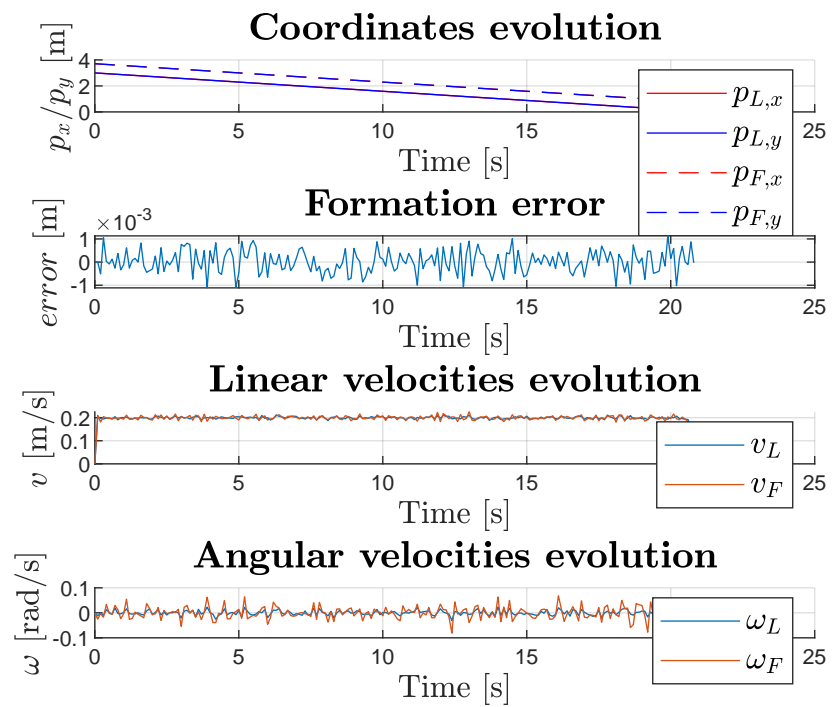 Coordinates evolution
p_x/p_y [m]
4
2
0
0 5 10 15 25
Time [s]
p_{L,x}
p_{L,y}
p_{F,x}
p_{F,y}
Formation error
×10^{-3}
error [m]
1
0
-1
0 5 10 15 20 25
Time [s]
Linear velocities evolution
v [m/s]
0.2
0.1
0
0 5 10 15 25
Time [s]
v_L
v_F
Angular velocities evolution
ω [rad/s]
0.1
0
-0.1
0 5 10 15 25
Time [s]
ω_L
ω_F